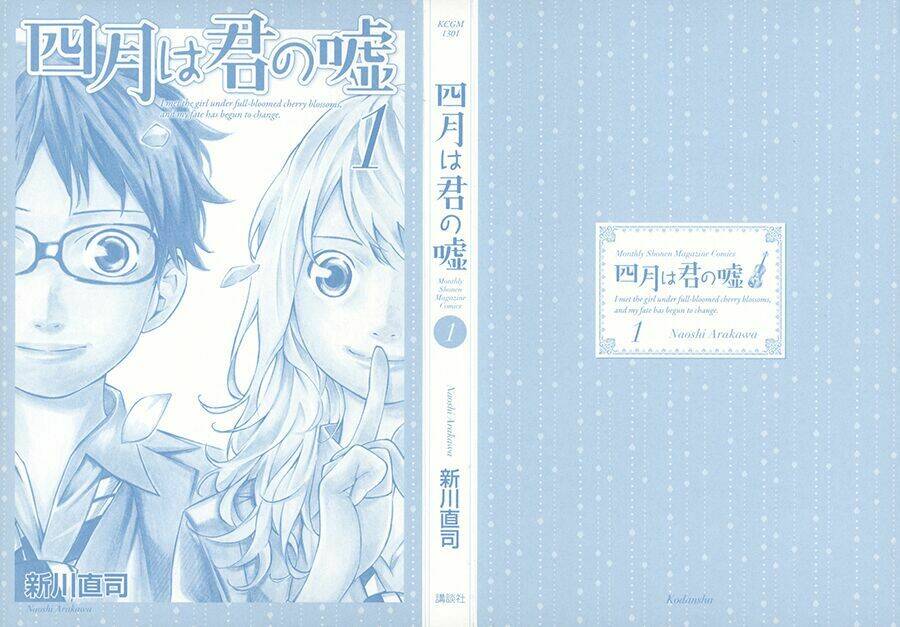 四月は君の嘘
I met the girl under full-bloomed cherry blossoms,
and my fate has begun to change.
1
新川直司
Naoshi Arakawa
KCGM
1301
四月は君の嘘
Monthly
Shonen
Magazine
Comics
1
Naoshi Arakawa
新川直司
講談社
Monthly Shonen Magazine Comics
四月は君の嘘
I met the girl under full-bloomed cherry blossoms,
and my fate has begun to change.
1
Naoshi Arakawa
Kodansha